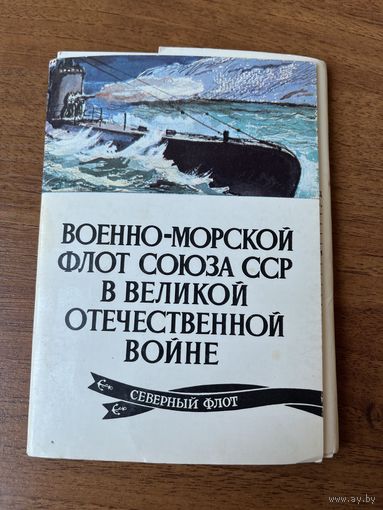 ВОЕННО-МОРСКОЙ
ФЛОТ СОЮЗА ССР
В ВЕЛИКОЙ
ОТЕЧЕСТВЕННОЙ
ВОЙНЕ
СЕВЕРНЫЙ ФЛОТ
www.ay.by